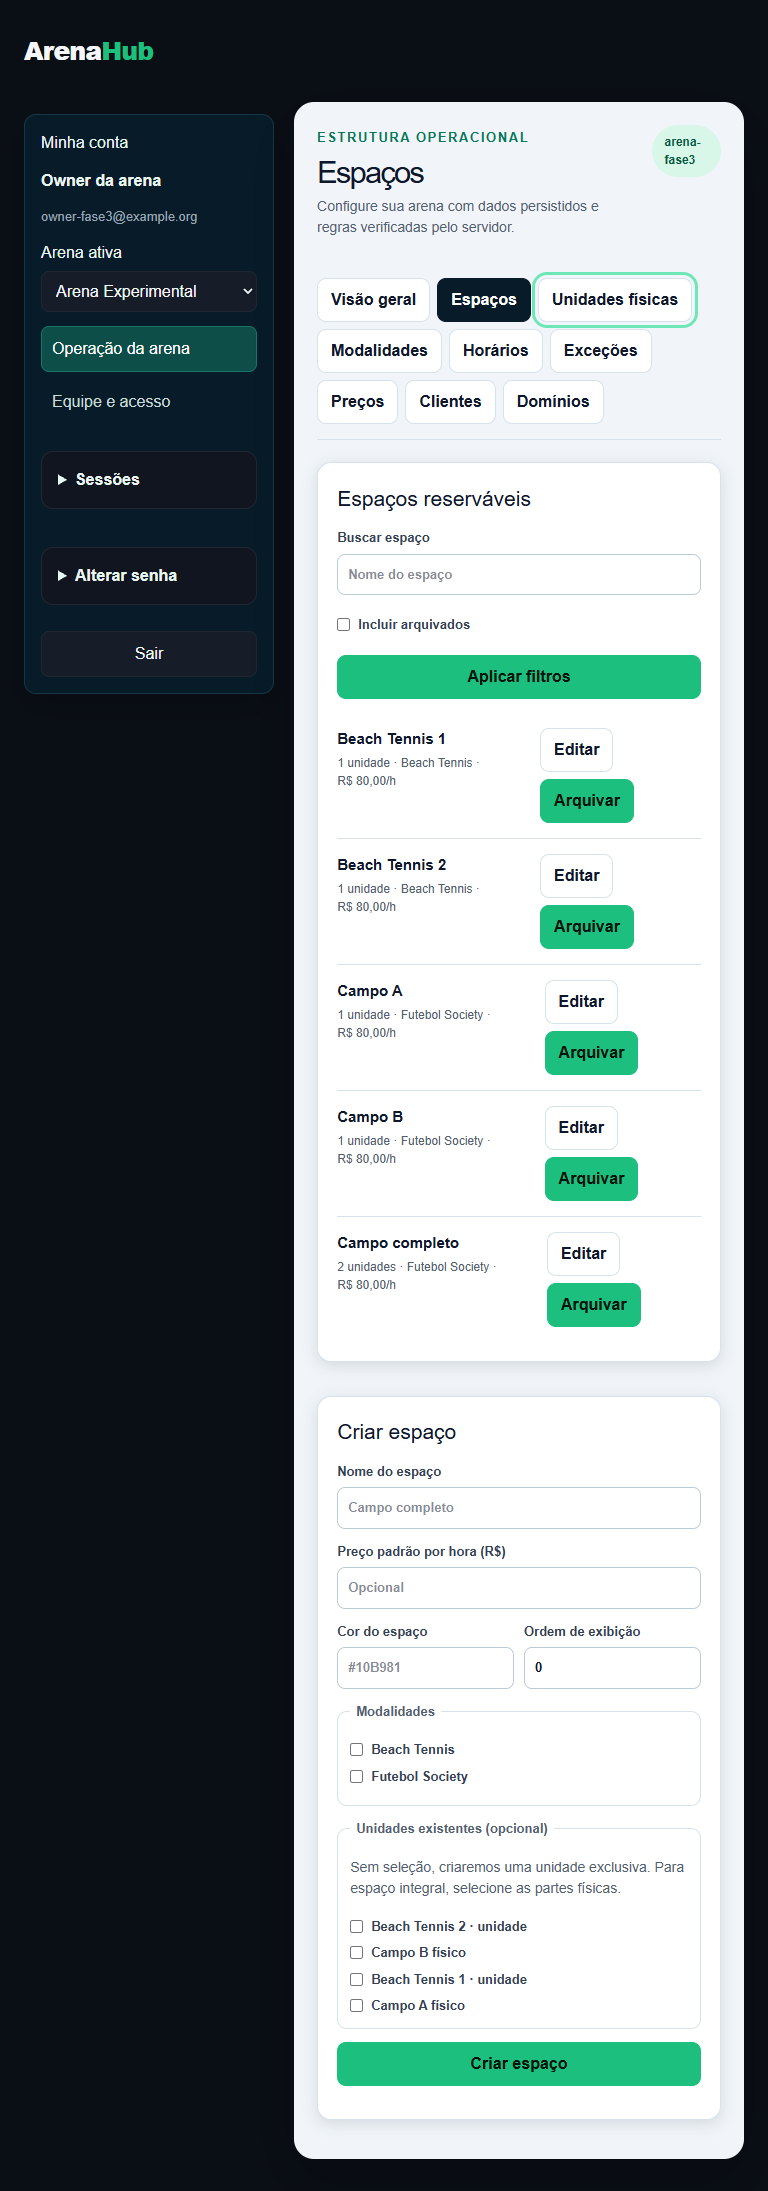 ArenaHub
Minha conta
Owner da arena
owner-fase3@example.org
Arena ativa
Arena Experimental
Operação da arena
Equipe e acesso
Sessões
Alterar senha
Sair
ESTRUTURA OPERACIONAL
Espaços
Configure sua arena com dados persistidos e
regras verificadas pelo servidor.
arena-
fase3
Visão geral
Espaços
Unidades físicas
Modalidades
Horários
Exceções
Preços
Clientes
Domínios
Espaços reserváveis
Buscar espaço
Nome do espaço
Incluir arquivados
Aplicar filtros
Beach Tennis 1
1 unidade · Beach Tennis ·
R$ 80,00/h
Editar
Arquivar
Beach Tennis 2
1 unidade · Beach Tennis ·
R$ 80,00/h
Editar
Arquivar
Campo A
1 unidade · Futebol Society ·
R$ 80,00/h
Editar
Arquivar
Campo B
1 unidade · Futebol Society ·
R$ 80,00/h
Editar
Arquivar
Campo completo
2 unidades · Futebol Society ·
R$ 80,00/h
Editar
Arquivar
Criar espaço
Nome do espaço
Campo completo
Preço padrão por hora (R$)
Opcional
Cor do espaço
#10B981
Ordem de exibição
0
Modalidades
Beach Tennis
Futebol Society
Unidades existentes (opcional)
Sem seleção, criaremos uma unidade exclusiva. Para
espaço integral, selecione as partes físicas.
Beach Tennis 2 · unidade
Campo B físico
Beach Tennis 1 · unidade
Campo A físico
Criar espaço